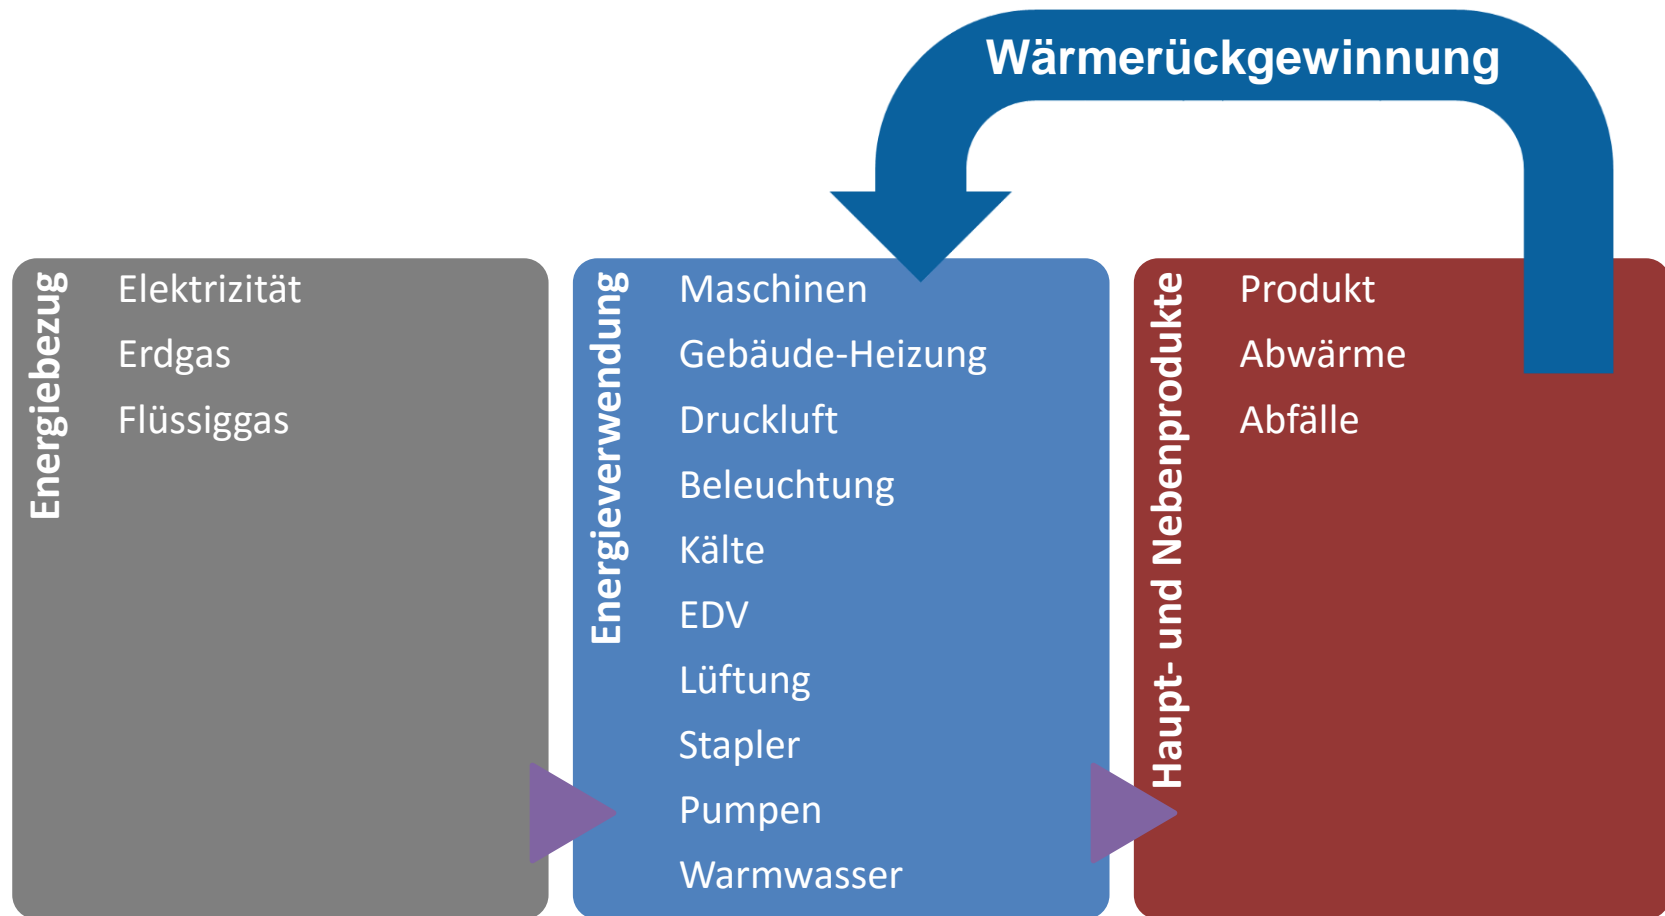 Wärmerückgewinnung
Energiebezug
Elektrizität
Erdgas
Flüssiggas
Energieverwendung
Maschinen
Gebäude-Heizung
Druckluft
Beleuchtung
Kälte
EDV
Lüftung
Stapler
Pumpen
Warmwasser
Haupt- und Nebenprodukte
Produkt
Abwärme
Abfälle